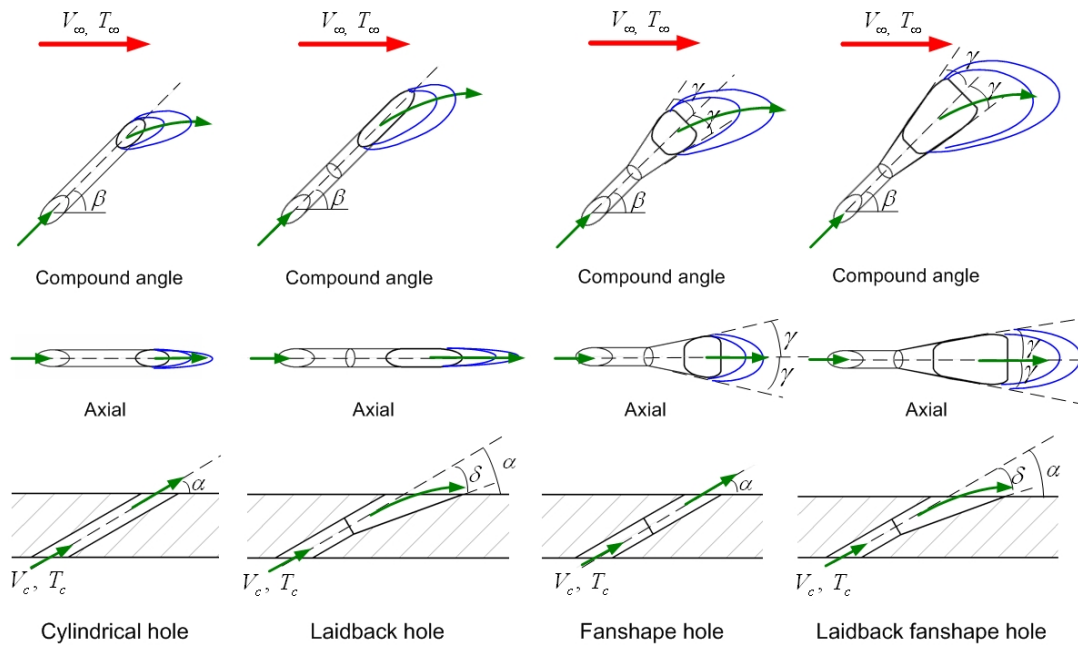 V∞, T∞ V∞, T∞ V∞, T∞ V∞, T∞
γ γ
γ γ
β β β β
Compound angle Compound angle Compound angle Compound angle
γ γ
γ γ
Axial Axial Axial Axial
α δ α α δ α
Vc, Tc Vc, Tc Vc, Tc Vc, Tc
Cylindrical hole Laidback hole Fanshape hole Laidback fanshape hole